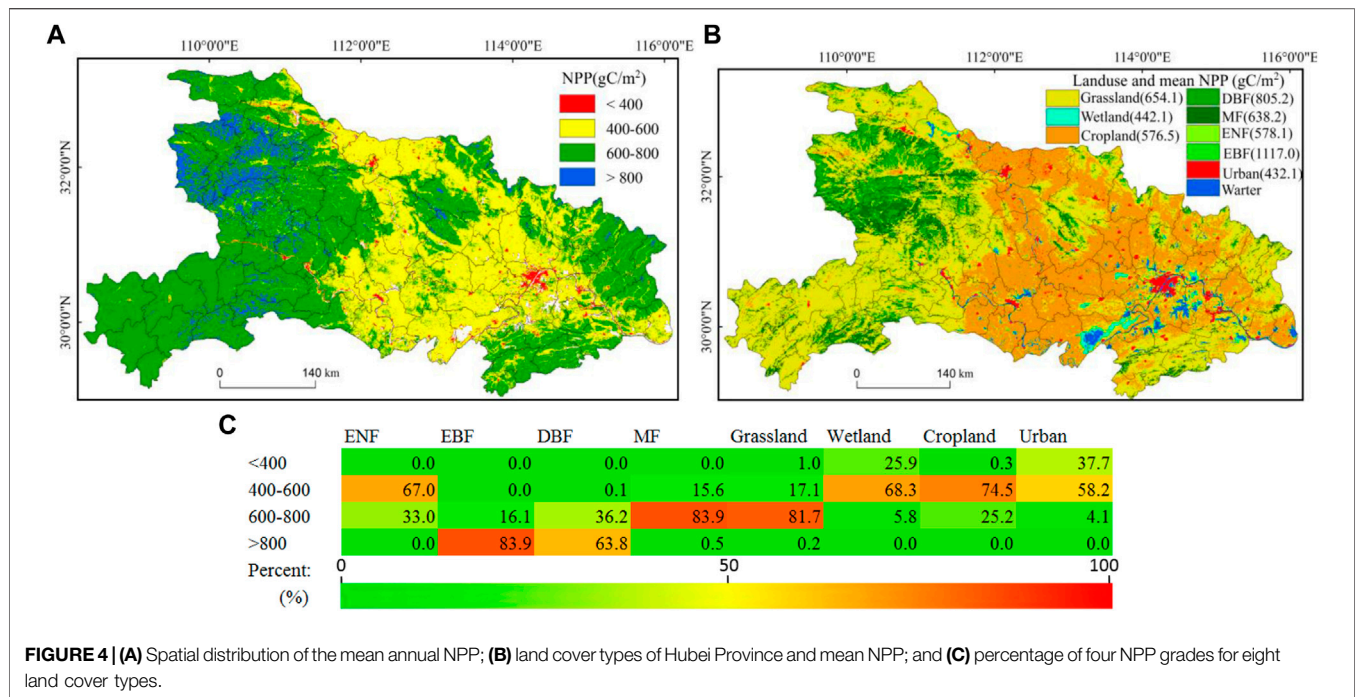 A
110°0'0"E 112°0'0"E 114°0'0"E 116°0'0"E
NPP(gC/m²)
< 400
400-600
600-800
> 800
32°0'0"N
30°0'0"N
0 140 km
B
110°0'0"E 112°0'0"E 114°0'0"E 116°0'0"E
Landuse and mean NPP (gC/m²)
Grassland(654.1) DBF(805.2)
Wetland(442.1) MF(638.2)
Cropland(576.5) ENF(578.1)
EBF(1117.0)
Urban(432.1)
Warter
32°0'0"N
30°0'0"N
0 140 km
C
ENF EBF DBF MF Grassland Wetland Cropland Urban
<400 0.0 0.0 0.0 0.0 1.0 25.9 0.3 37.7
400-600 67.0 0.0 0.1 15.6 17.1 68.3 74.5 58.2
600-800 33.0 16.1 36.2 83.9 81.7 5.8 25.2 4.1
>800 0.0 83.9 63.8 0.5 0.2 0.0 0.0 0.0
Percent: 0 50 100
(%)
FIGURE 4 | (A) Spatial distribution of the mean annual NPP; (B) land cover types of Hubei Province and mean NPP; and (C) percentage of four NPP grades for eight
land cover types.